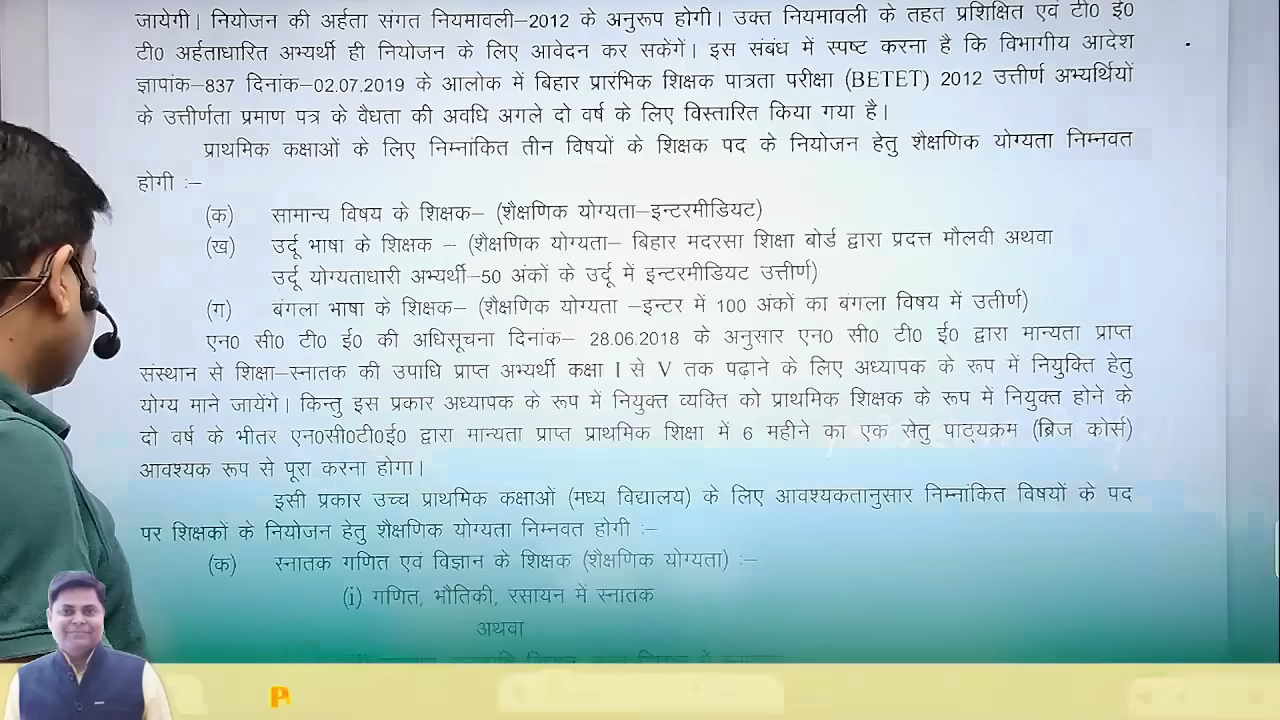 जायेगी। नियोजन की अर्हता संगत नियमावली–2012 के अनुरूप होगी। उक्त नियमावली के तहत प्रशिक्षित एवं टी0 ई0
टी0 अर्हताधारित अभ्यर्थी ही नियोजन के लिए आवेदन कर सकेगें। इस संबंध में स्पष्ट करना है कि विभागीय आदेश
ज्ञापांक–837 दिनांक–02.07.2019 के आलोक में बिहार प्रारंभिक शिक्षक पात्रता परीक्षा (BETET) 2012 उत्तीर्ण अभ्यर्थियों
के उत्तीर्णता प्रमाण पत्र के वैधता की अवधि अगले दो वर्ष के लिए विस्तारित किया गया है।
प्राथमिक कक्षाओं के लिए निम्नांकित तीन विषयों के शिक्षक पद के नियोजन हेतु शैक्षणिक योग्यता निम्नवत
होगी :–
(क) सामान्य विषय के शिक्षक– (शैक्षणिक योग्यता–इन्टरमीडियट)
(ख) उर्दू भाषा के शिक्षक – (शैक्षणिक योग्यता– बिहार मदरसा शिक्षा बोर्ड द्वारा प्रदत्त मौलवी अथवा
उर्दू योग्यताधारी अभ्यर्थी–50 अंकों के उर्दू में इन्टरमीडियट उत्तीर्ण)
(ग) बंगला भाषा के शिक्षक– (शैक्षणिक योग्यता –इन्टर में 100 अंकों का बंगला विषय में उतीर्ण)
एन0 सी0 टी0 ई0 की अधिसूचना दिनांक– 28.06.2018 के अनुसार एन0 सी0 टी0 ई0 द्वारा मान्यता प्राप्त
संस्थान से शिक्षा–स्नातक की उपाधि प्राप्त अभ्यर्थी कक्षा I से V तक पढ़ाने के लिए अध्यापक के रूप में नियुक्ति हेतु
योग्य माने जायेंगे। किन्तु इस प्रकार अध्यापक के रूप में नियुक्त व्यक्ति को प्राथमिक शिक्षक के रूप में नियुक्त होने के
दो वर्ष के भीतर एन0सी0टी0ई0 द्वारा मान्यता प्राप्त प्राथमिक शिक्षा में 6 महीने का एक सेतु पाठ्यक्रम (ब्रिज कोर्स)
आवश्यक रूप से पूरा करना होगा।
इसी प्रकार उच्च प्राथमिक कक्षाओं (मध्य विद्यालय) के लिए आवश्यकतानुसार निम्नांकित विषयों के पद
पर शिक्षकों के नियोजन हेतु शैक्षणिक योग्यता निम्नवत होगी :–
(क) स्नातक गणित एवं विज्ञान के शिक्षक (शैक्षणिक योग्यता) :–
(i) गणित, भौतिकी, रसायन में स्नातक
अथवा
P